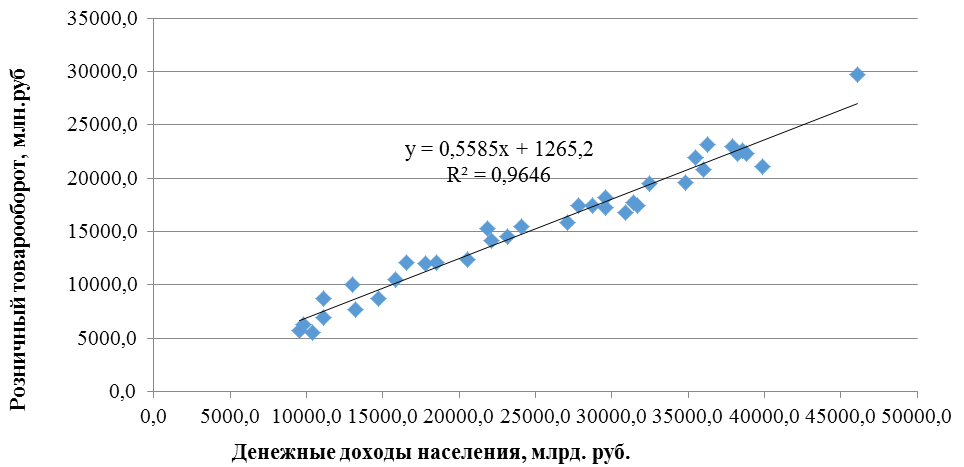 35000,0
30000,0
25000,0
20000,0
15000,0
10000,0
5000,0
0,0
Розничный товарооборот, млн.руб
y = 0,5585x + 1265,2
R² = 0,9646
0,0 5000,0 10000,0 15000,0 20000,0 25000,0 30000,0 35000,0 40000,0 45000,0 50000,0
Денежные доходы населения, млрд. руб.